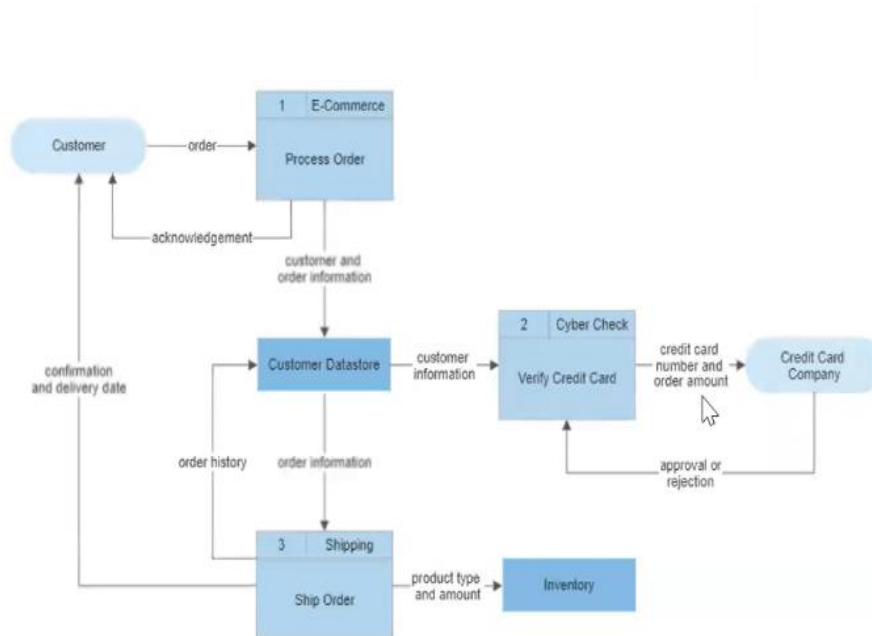 1 E-Commerce
Customer
order
Process Order
acknowledgement
customer and
order information
2 Cyber Check
Customer Datastore
customer
information
Verify Credit Card
credit card
number and
order amount
Credit Card
Company
confirmation
and delivery date
order history
order information
approval or
rejection
3 Shipping
Ship Order
product type
and amount
Inventory